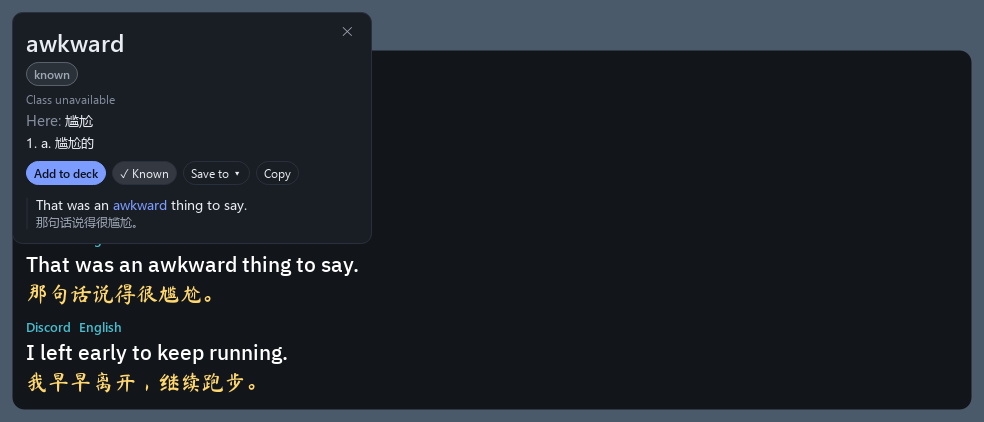 awkward
known
Class unavailable
Here: 尴尬
1. a. 尴尬的
Add to deck ✓ Known Save to ▾ Copy
That was an awkward thing to say.
那句话说得很尴尬。
That was an awkward thing to say.
那句话说得很尴尬。
Discord English
I left early to keep running.
我早早离开，继续跑步。